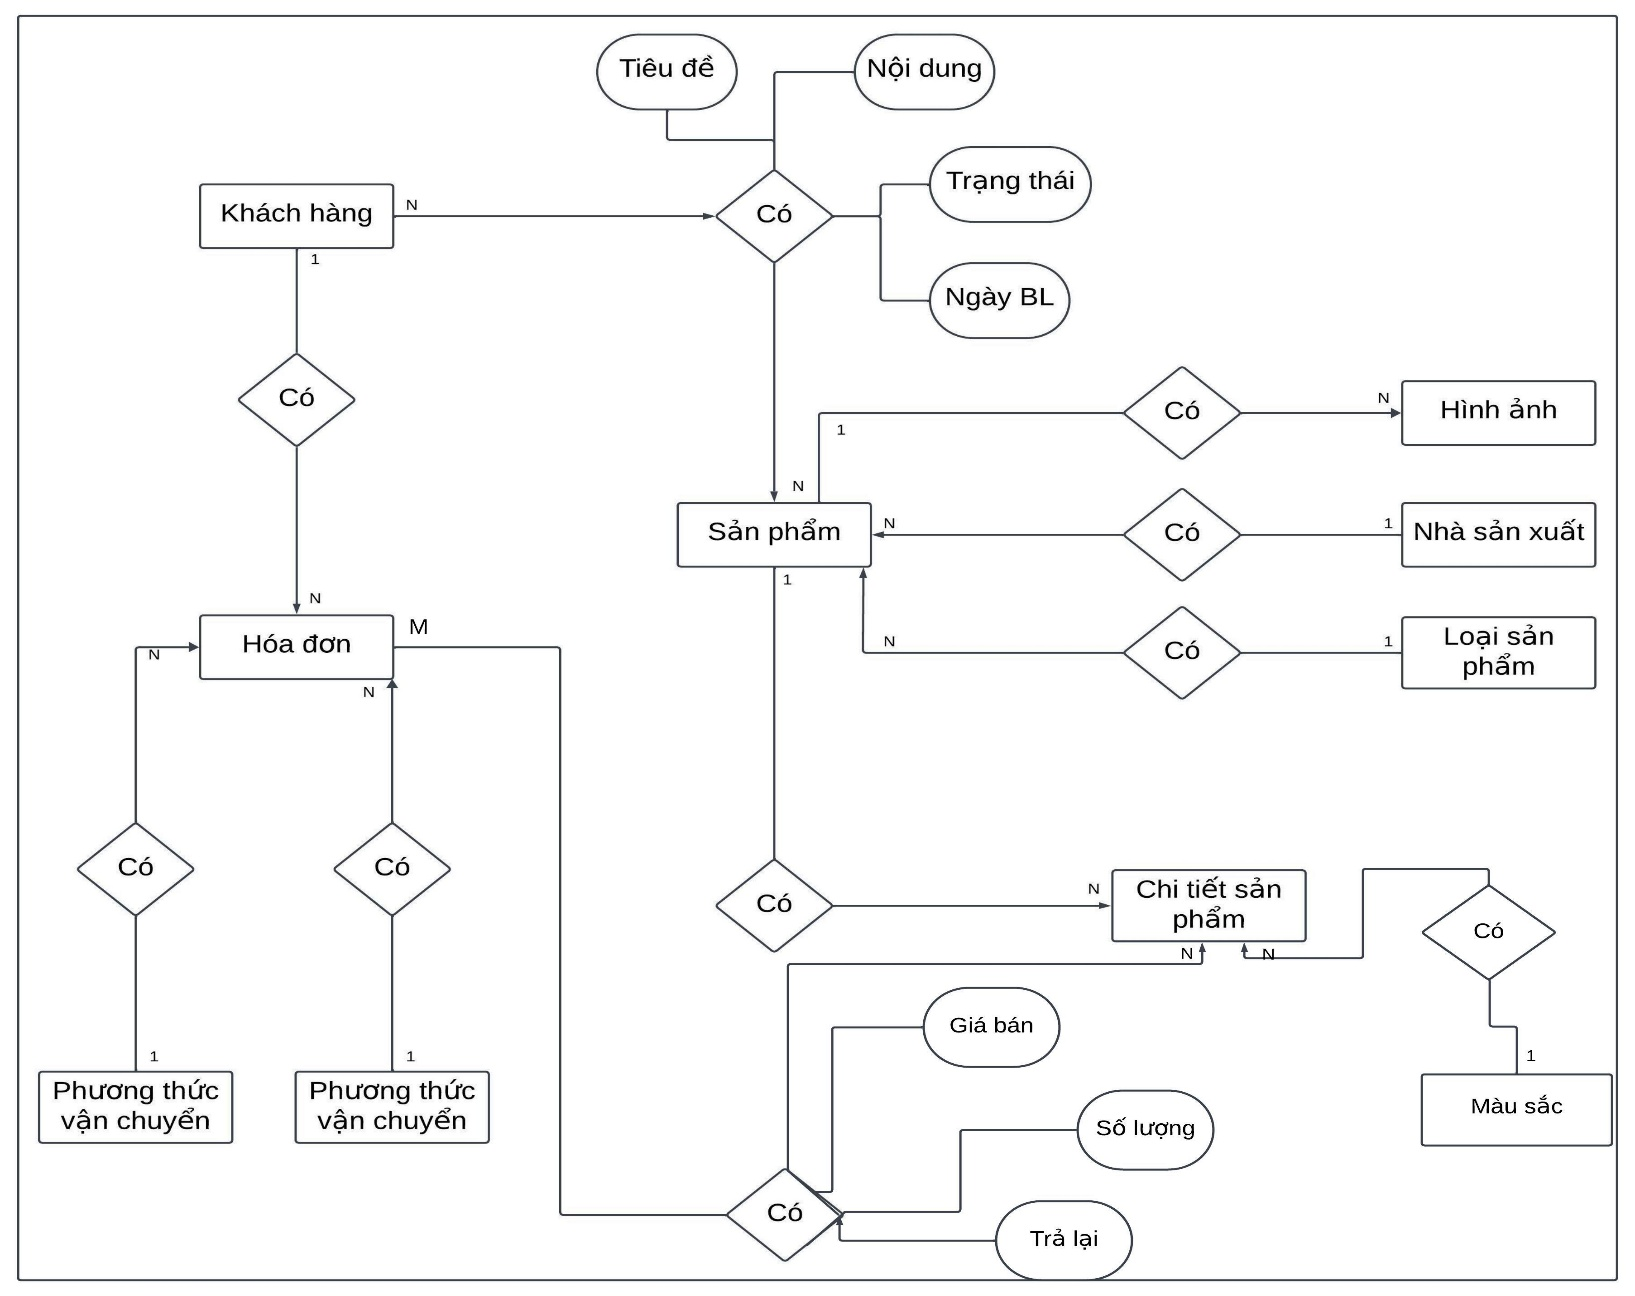 Tiêu đề
Nội dung
Trạng thái
Khách hàng
N
Có
1
Ngày BL
Có
1
Có
N
Hình ảnh
N
Sản phẩm
N
Có
1
Nhà sản xuất
1
N
Hóa đơn
M
N
N
N
Có
1
Loại sản
phẩm
Có
Có
Có
N
Chi tiết sản
phẩm
N
N
Có
Giá bán
1
Phương thức
vận chuyển
1
Phương thức
vận chuyển
1
Màu sắc
Số lượng
Có
Trả lại